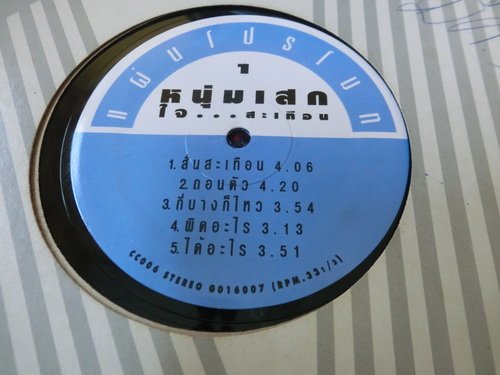 แผ่นโปรโมท
1
หนุ่มเสก
ใจ...สะเทือน
1.สั่นสะเทือน 4.06
2.ถอนตัว 4.20
3.ที่บางก็ไหว 3.54
4.ผิดอะไร 3.13
5.ได้อะไร 3.51
CC006 STEREO G016007 (RPM.33 1/3)